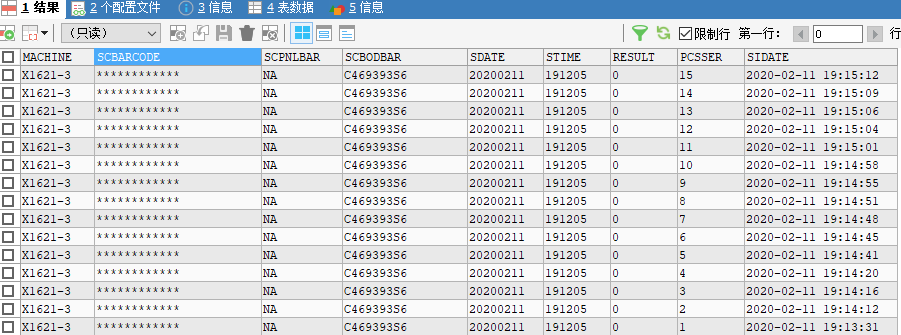 1 结果 2 个配置文件 3 信息 4 表数据 5 信息
(只读) 限制行 第一行: 0 行
MACHINE SCBARCODE SCPNLBAR SCBODBAR SDATE STIME RESULT PCSSER SIDATE
X1621-3 ************ NA C469393S6 20200211 191205 0 15 2020-02-11 19:15:12
X1621-3 ************ NA C469393S6 20200211 191205 0 14 2020-02-11 19:15:09
X1621-3 ************ NA C469393S6 20200211 191205 0 13 2020-02-11 19:15:06
X1621-3 ************ NA C469393S6 20200211 191205 0 12 2020-02-11 19:15:04
X1621-3 ************ NA C469393S6 20200211 191205 0 11 2020-02-11 19:15:01
X1621-3 ************ NA C469393S6 20200211 191205 0 10 2020-02-11 19:14:58
X1621-3 ************ NA C469393S6 20200211 191205 0 9 2020-02-11 19:14:55
X1621-3 ************ NA C469393S6 20200211 191205 0 8 2020-02-11 19:14:51
X1621-3 ************ NA C469393S6 20200211 191205 0 7 2020-02-11 19:14:48
X1621-3 ************ NA C469393S6 20200211 191205 0 6 2020-02-11 19:14:45
X1621-3 ************ NA C469393S6 20200211 191205 0 5 2020-02-11 19:14:41
X1621-3 ************ NA C469393S6 20200211 191205 0 4 2020-02-11 19:14:20
X1621-3 ************ NA C469393S6 20200211 191205 0 3 2020-02-11 19:14:16
X1621-3 ************ NA C469393S6 20200211 191205 0 2 2020-02-11 19:14:12
X1621-3 ************ NA C469393S6 20200211 191205 0 1 2020-02-11 19:13:31